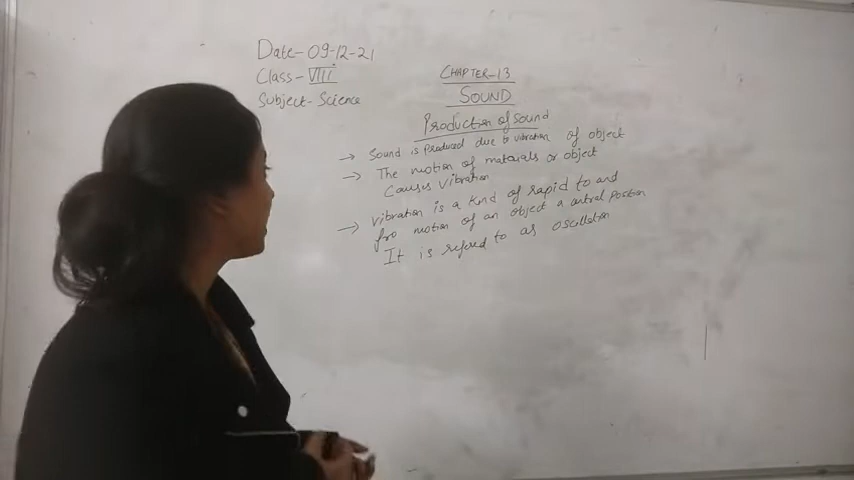 Date- 09-12-21
Class- VIII
Subject- Science
CHAPTER-13
SOUND
Production of Sound
→ Sound is Produced due to vibration of object
→ The motion of materials or object
Causes Vibration
→ Vibration is a Kind of rapid to and
fro motion of an object a central position
It is refered to as oscillation